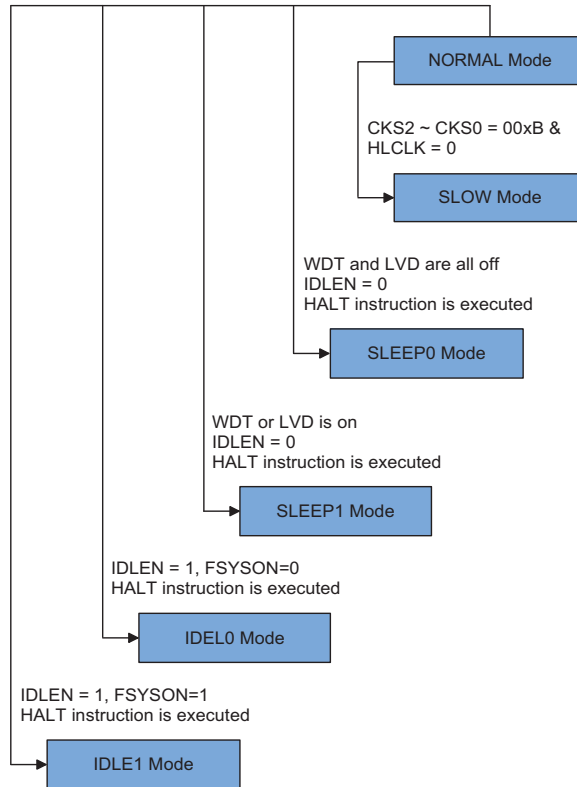 NORMAL Mode
CKS2 ~ CKS0 = 00xB &
HLCLK = 0
SLOW Mode
WDT and LVD are all off
IDLEN = 0
HALT instruction is executed
SLEEP0 Mode
WDT or LVD is on
IDLEN = 0
HALT instruction is executed
SLEEP1 Mode
IDLEN = 1, FSYSON=0
HALT instruction is executed
IDEL0 Mode
IDLEN = 1, FSYSON=1
HALT instruction is executed
IDLE1 Mode